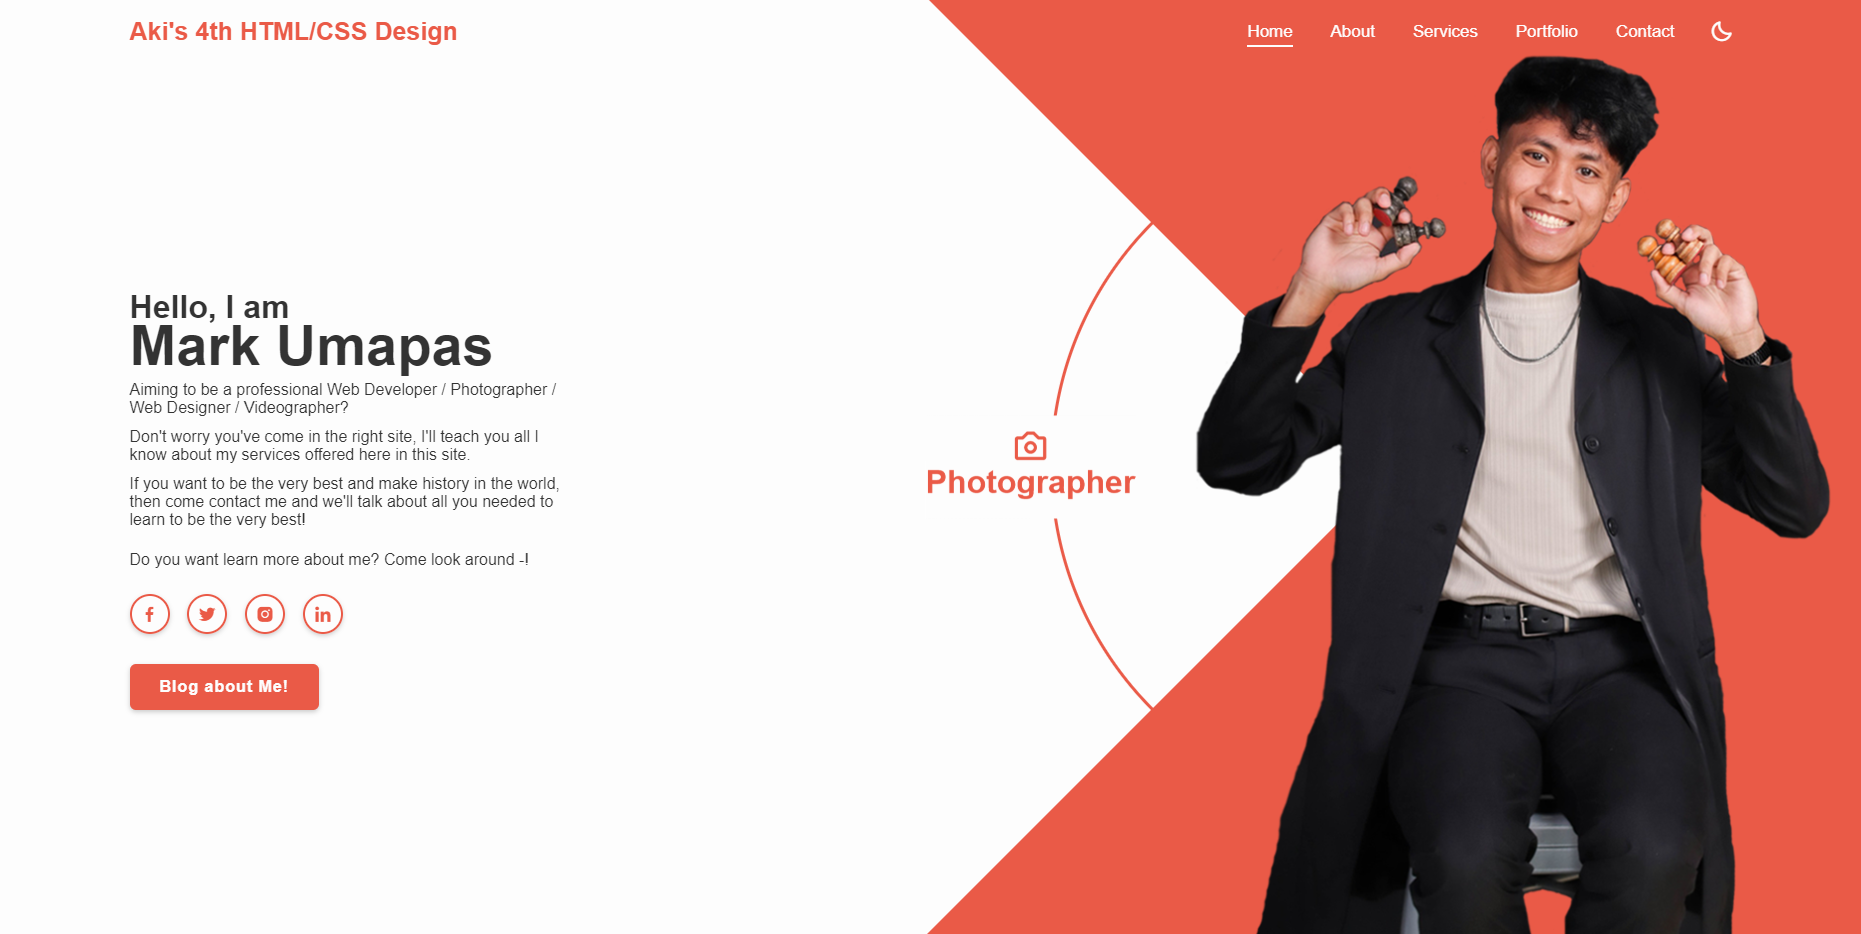 Aki's 4th HTML/CSS Design
Home About Services Portfolio Contact
Hello, I am
Mark Umapas
Aiming to be a professional Web Developer / Photographer /
Web Designer / Videographer?
Don't worry you've come in the right site, I'll teach you all I
know about my services offered here in this site.
If you want to be the very best and make history in the world,
then come contact me and we'll talk about all you needed to
learn to be the very best!
Do you want learn more about me? Come look around -!
Blog about Me!
Photographer